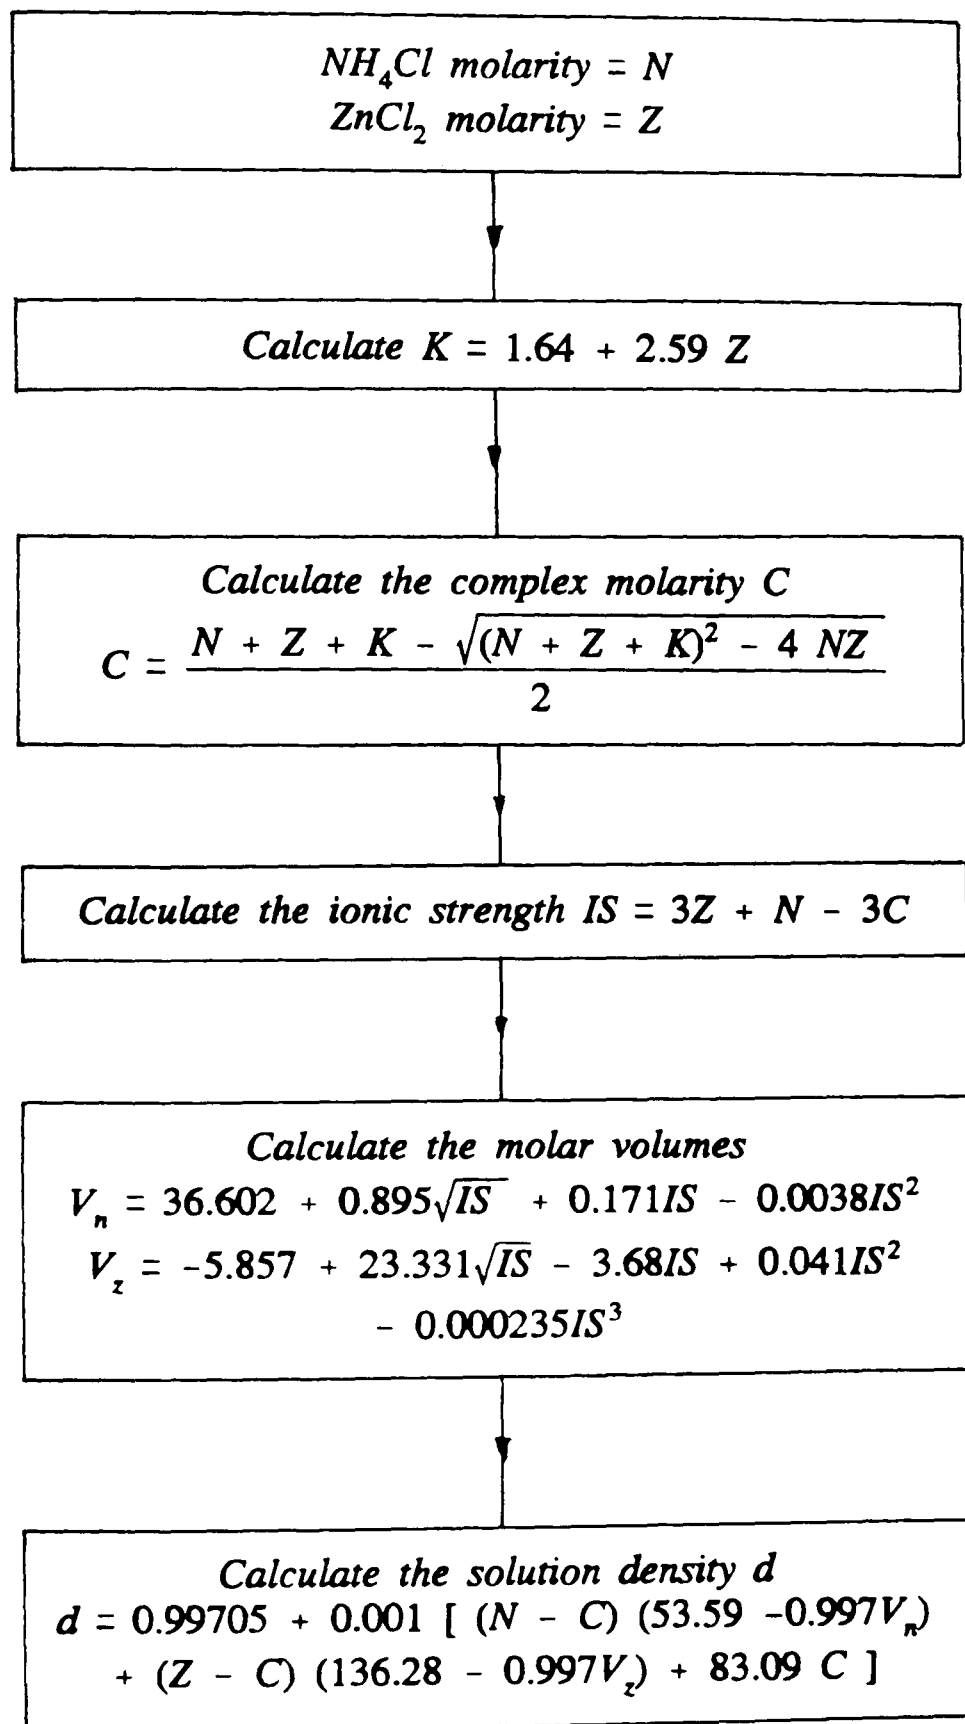 NH₄Cl molarity = N
ZnCl₂ molarity = Z
Calculate K = 1.64 + 2.59 Z
Calculate the complex molarity C
C = (N + Z + K - √((N + Z + K)² - 4 NZ)) / 2
Calculate the ionic strength IS = 3Z + N - 3C
Calculate the molar volumes
Vₙ = 36.602 + 0.895√IS + 0.171IS - 0.0038IS²
V_z = -5.857 + 23.331√IS - 3.68IS + 0.041IS²
- 0.000235IS³
Calculate the solution density d
d = 0.99705 + 0.001 [ (N - C) (53.59 -0.997Vₙ)
+ (Z - C) (136.28 - 0.997V_z) + 83.09 C ]